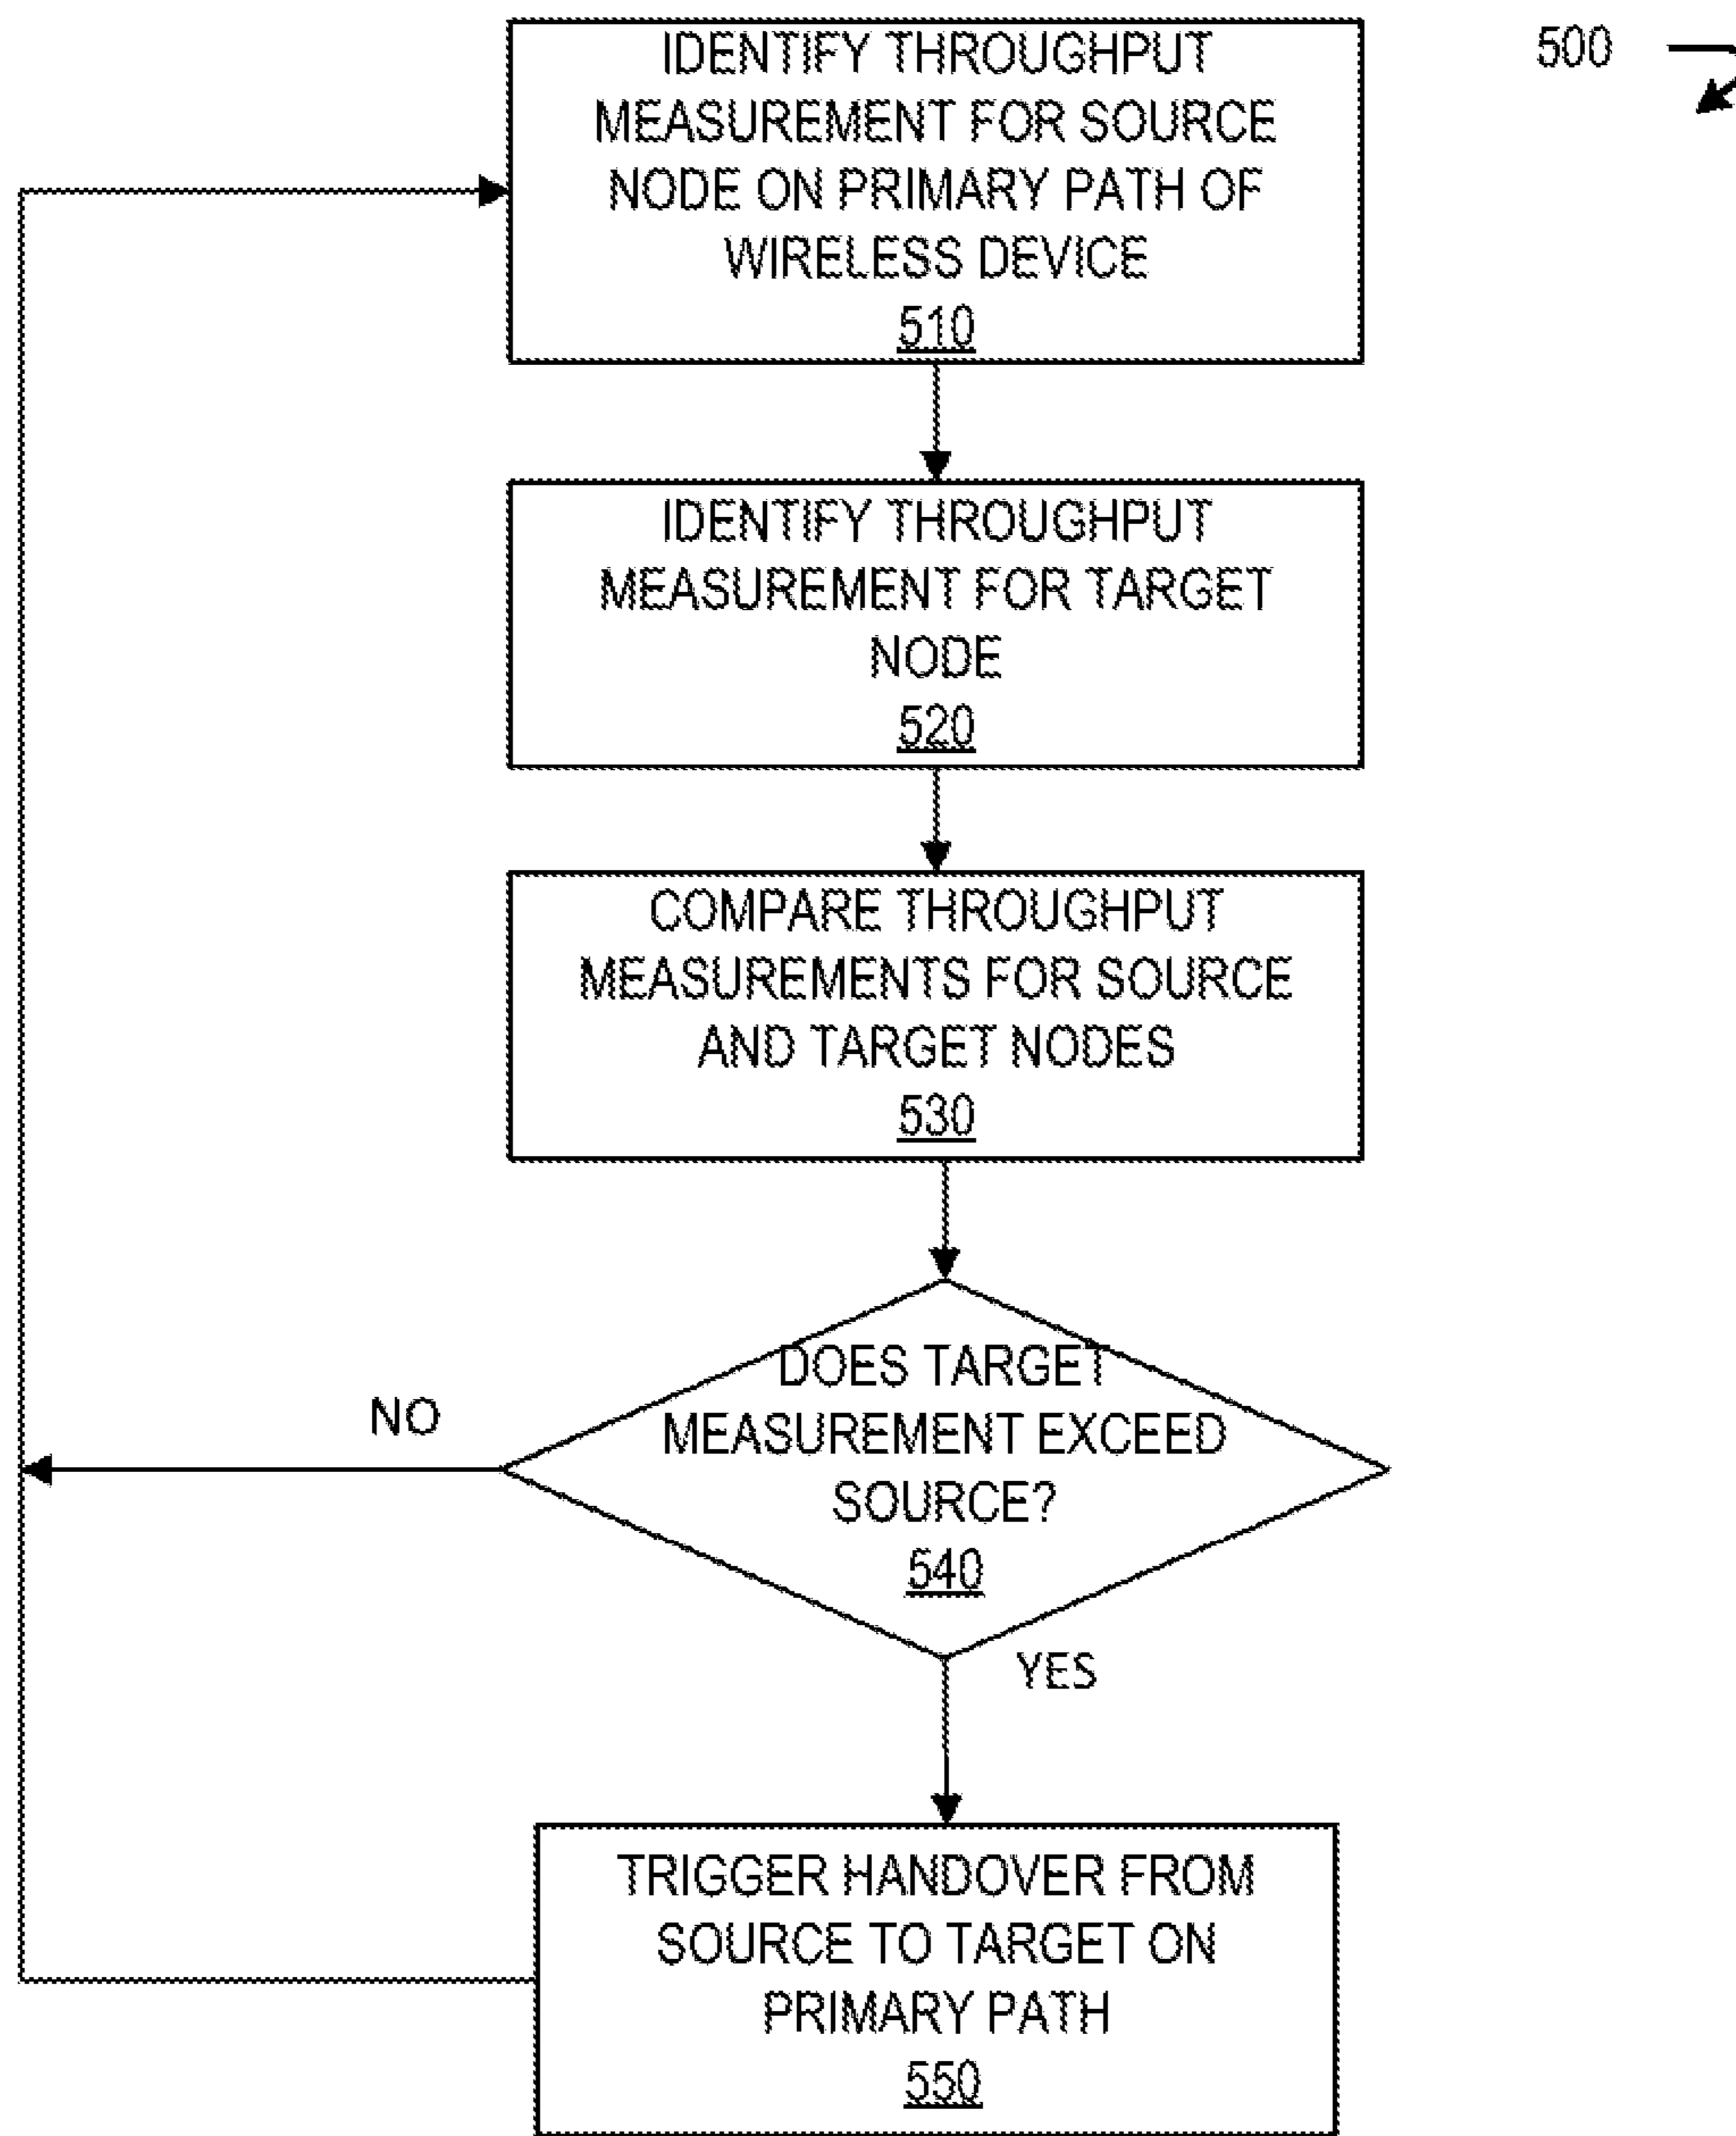 500
IDENTIFY THROUGHPUT
MEASUREMENT FOR SOURCE
NODE ON PRIMARY PATH OF
WIRELESS DEVICE
510
IDENTIFY THROUGHPUT
MEASUREMENT FOR TARGET
NODE
520
COMPARE THROUGHPUT
MEASUREMENTS FOR SOURCE
AND TARGET NODES
530
DOES TARGET
MEASUREMENT EXCEED
SOURCE?
540
NO
YES
TRIGGER HANDOVER FROM
SOURCE TO TARGET ON
PRIMARY PATH
550